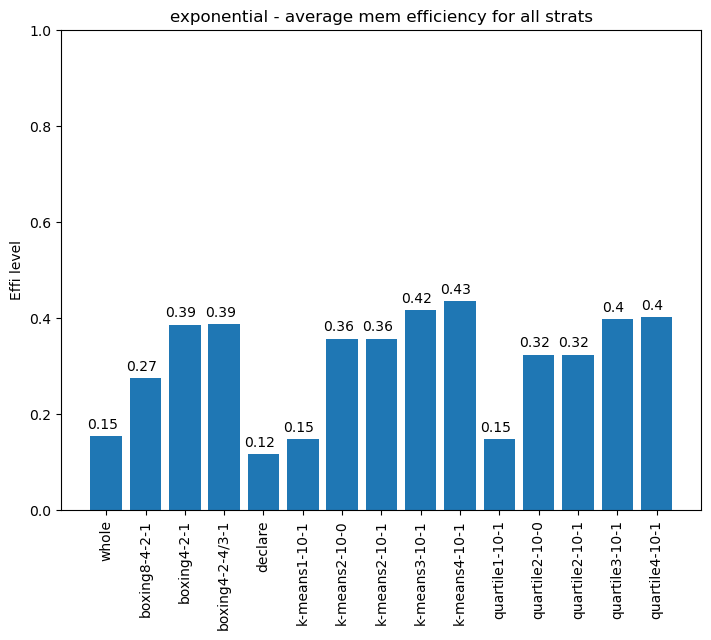 exponential - average mem efficiency for all strats
Effi level
1.0
0.8
0.6
0.4
0.2
0.0
0.15
0.27
0.39
0.39
0.12
0.15
0.36
0.36
0.42
0.43
0.15
0.32
0.32
0.4
0.4
whole
boxing8-4-2-1
boxing4-2-1
boxing4-2-4/3-1
declare
k-means1-10-1
k-means2-10-0
k-means2-10-1
k-means3-10-1
k-means4-10-1
quartile1-10-1
quartile2-10-0
quartile2-10-1
quartile3-10-1
quartile4-10-1